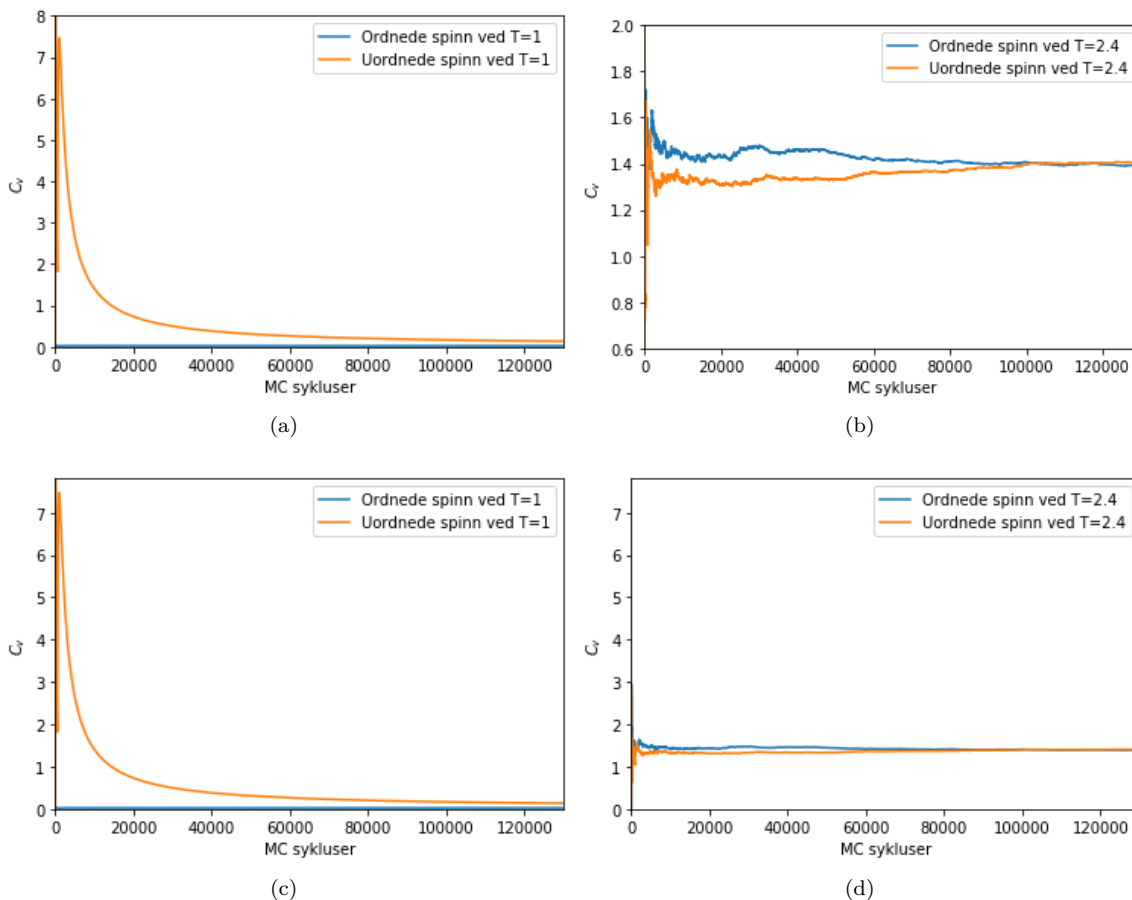 8
7
6
5
4
3
2
1
0
C_v
Ordnede spinn ved T=1
Uordnede spinn ved T=1
0 20000 40000 60000 80000 100000 120000
MC sykluser
(a)
2.0
1.8
1.6
1.4
1.2
1.0
0.8
0.6
C_v
Ordnede spinn ved T=2.4
Uordnede spinn ved T=2.4
0 20000 40000 60000 80000 100000 120000
MC sykluser
(b)
7
6
5
4
3
2
1
0
C_v
Ordnede spinn ved T=1
Uordnede spinn ved T=1
0 20000 40000 60000 80000 100000 120000
MC sykluser
(c)
7
6
5
4
3
2
1
0
C_v
Ordnede spinn ved T=2.4
Uordnede spinn ved T=2.4
0 20000 40000 60000 80000 100000 120000
MC sykluser
(d)